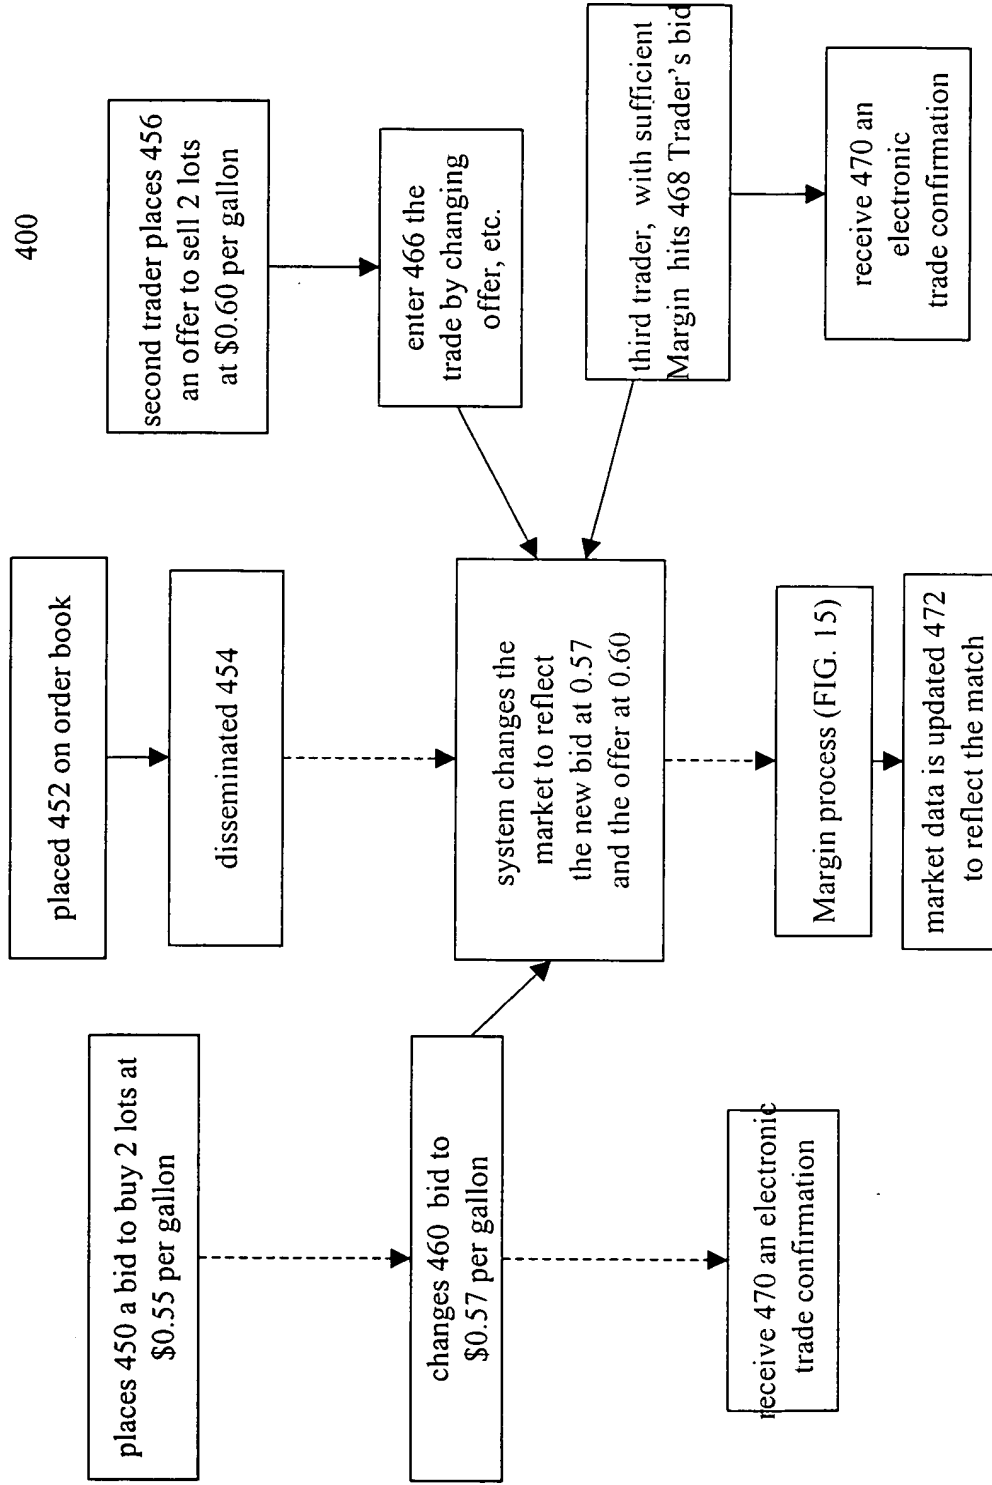 400
places 450 a bid to buy 2 lots at
$0.55 per gallon
changes 460 bid to
$0.57 per gallon
receive 470 an electronic
trade confirmation
placed 452 on order book
disseminated 454
system changes the
market to reflect
the new bid at 0.57
and the offer at 0.60
Margin process (FIG. 15)
market data is updated 472
to reflect the match
second trader places 456
an offer to sell 2 lots
at $0.60 per gallon
enter 466 the
trade by changing
offer, etc.
third trader, with sufficient
Margin hits 468 Trader's bid
receive 470 an
electronic
trade confirmation